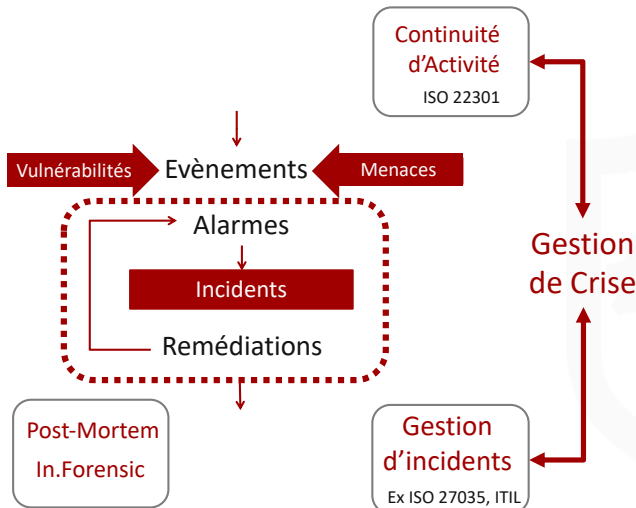 Continuité
d'Activité
ISO 22301
Vulnérabilités
Evènements
Menaces
Alarmes
Incidents
Remédiations
Gestion
de Crise
Post-Mortem
In.Forensic
Gestion
d'incidents
Ex ISO 27035, ITIL